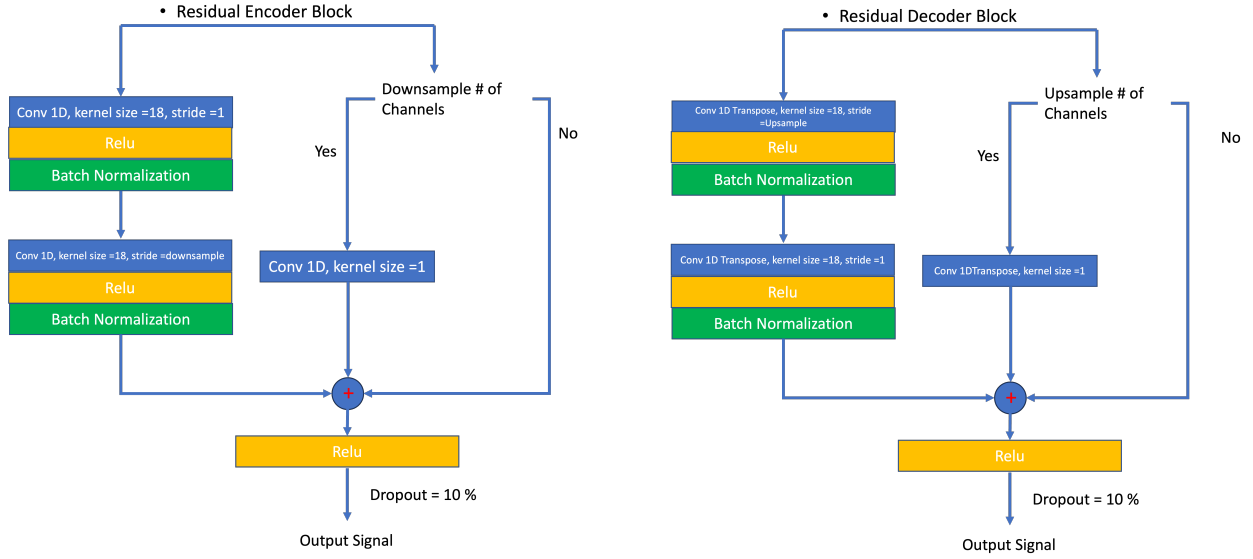 • Residual Encoder Block
Downsample # of
Channels
Conv 1D, kernel size =18, stride =1
Relu
Batch Normalization
Yes
No
Conv 1D, kernel size =18, stride =downsample
Relu
Batch Normalization
Conv 1D, kernel size =1
+
Relu
Dropout = 10 %
Output Signal
• Residual Decoder Block
Upsample # of
Channels
Conv 1D Transpose, kernel size =18, stride
=Upsample
Relu
Batch Normalization
Yes
No
Conv 1D Transpose, kernel size =18, stride =1
Relu
Batch Normalization
Conv 1DTranspose, kernel size =1
+
Relu
Dropout = 10 %
Output Signal